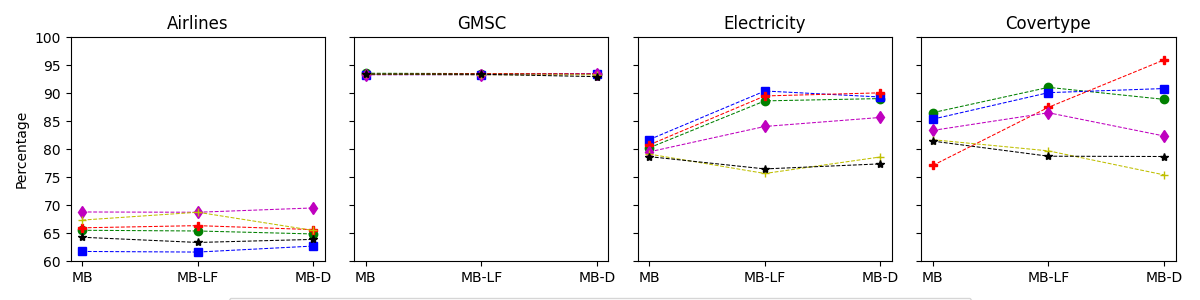 Airlines
GMSC
Electricity
Covertype
Percentage
100
95
90
85
80
75
70
65
60
MB MB-LF MB-D
MB MB-LF MB-D
MB MB-LF MB-D
MB MB-LF MB-D